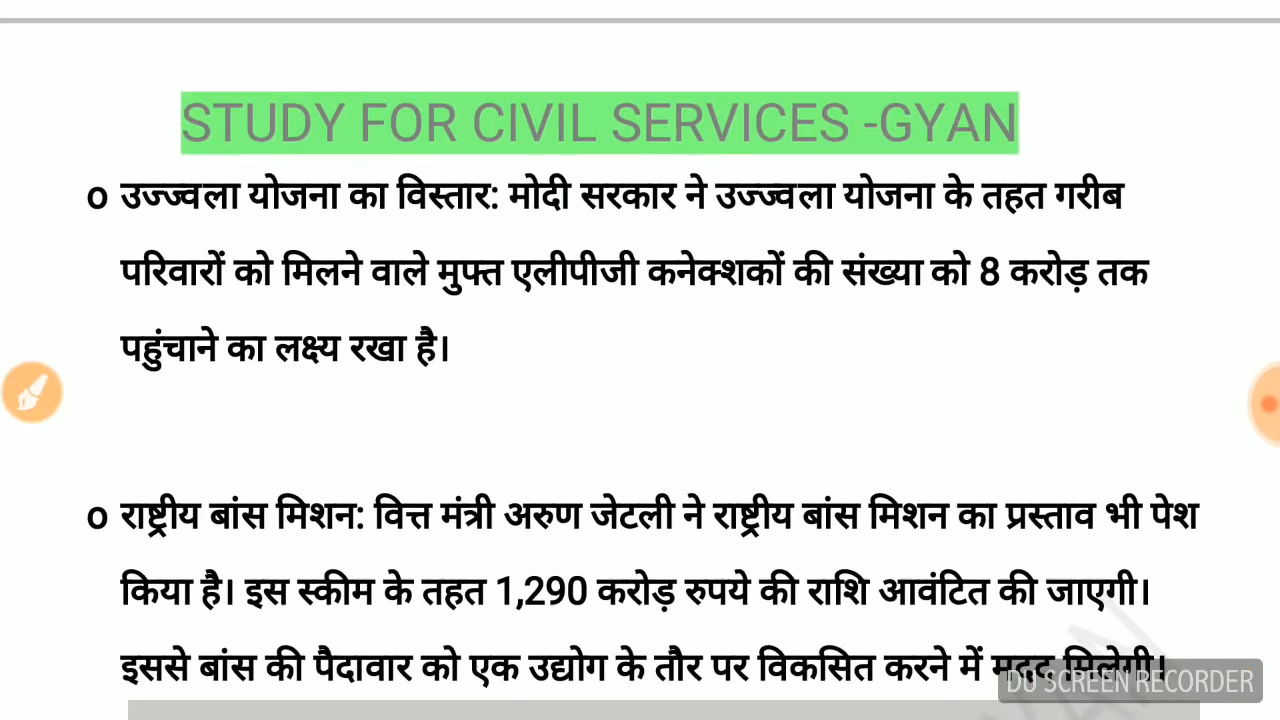 STUDY FOR CIVIL SERVICES -GYAN
o उज्ज्वला योजना का विस्तार: मोदी सरकार ने उज्ज्वला योजना के तहत गरीब
परिवारों को मिलने वाले मुफ्त एलीपीजी कनेक्शकों की संख्या को 8 करोड़ तक
पहुंचाने का लक्ष्य रखा है।
o राष्ट्रीय बांस मिशन: वित्त मंत्री अरुण जेटली ने राष्ट्रीय बांस मिशन का प्रस्ताव भी पेश
किया है। इस स्कीम के तहत 1,290 करोड़ रुपये की राशि आवंटित की जाएगी।
इससे बांस की पैदावार को एक उद्योग के तौर पर विकसित करने में मदद मिलेगी।
DU SCREEN RECORDER